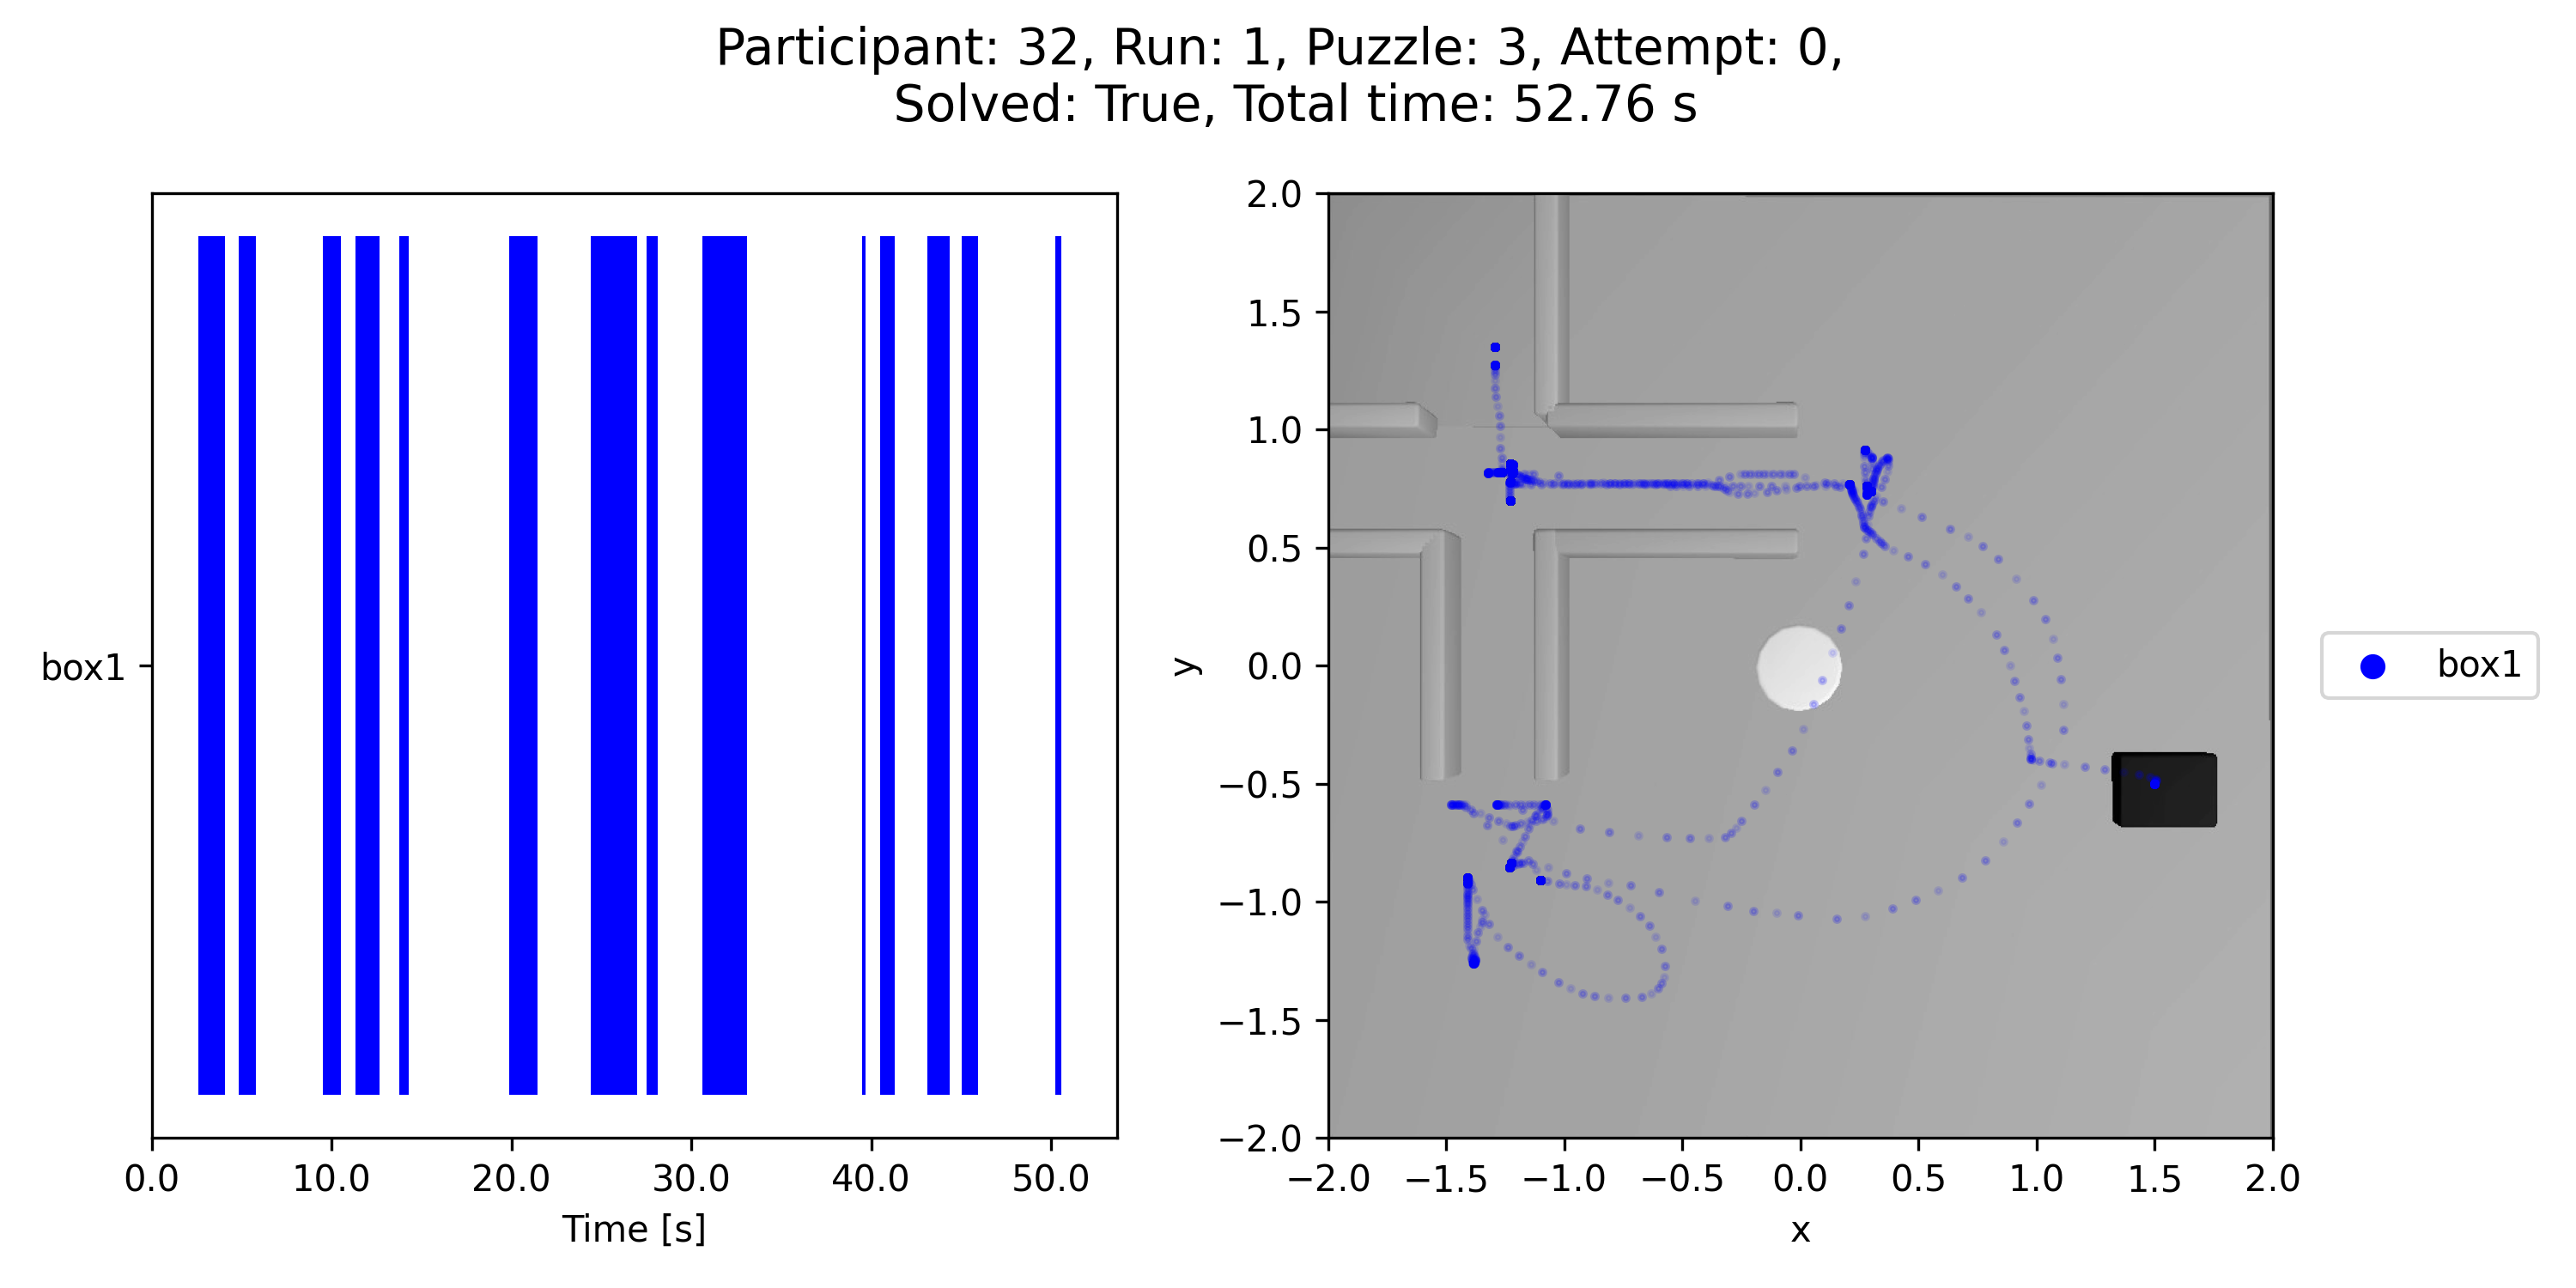 Participant: 32, Run: 1, Puzzle: 3, Attempt: 0,
Solved: True, Total time: 52.76 s
box1
0.0 10.0 20.0 30.0 40.0 50.0
Time [s]
2.0
1.5
1.0
0.5
0.0
−0.5
−1.0
−1.5
−2.0
y
−2.0 −1.5 −1.0 −0.5 0.0 0.5 1.0 1.5 2.0
x
box1